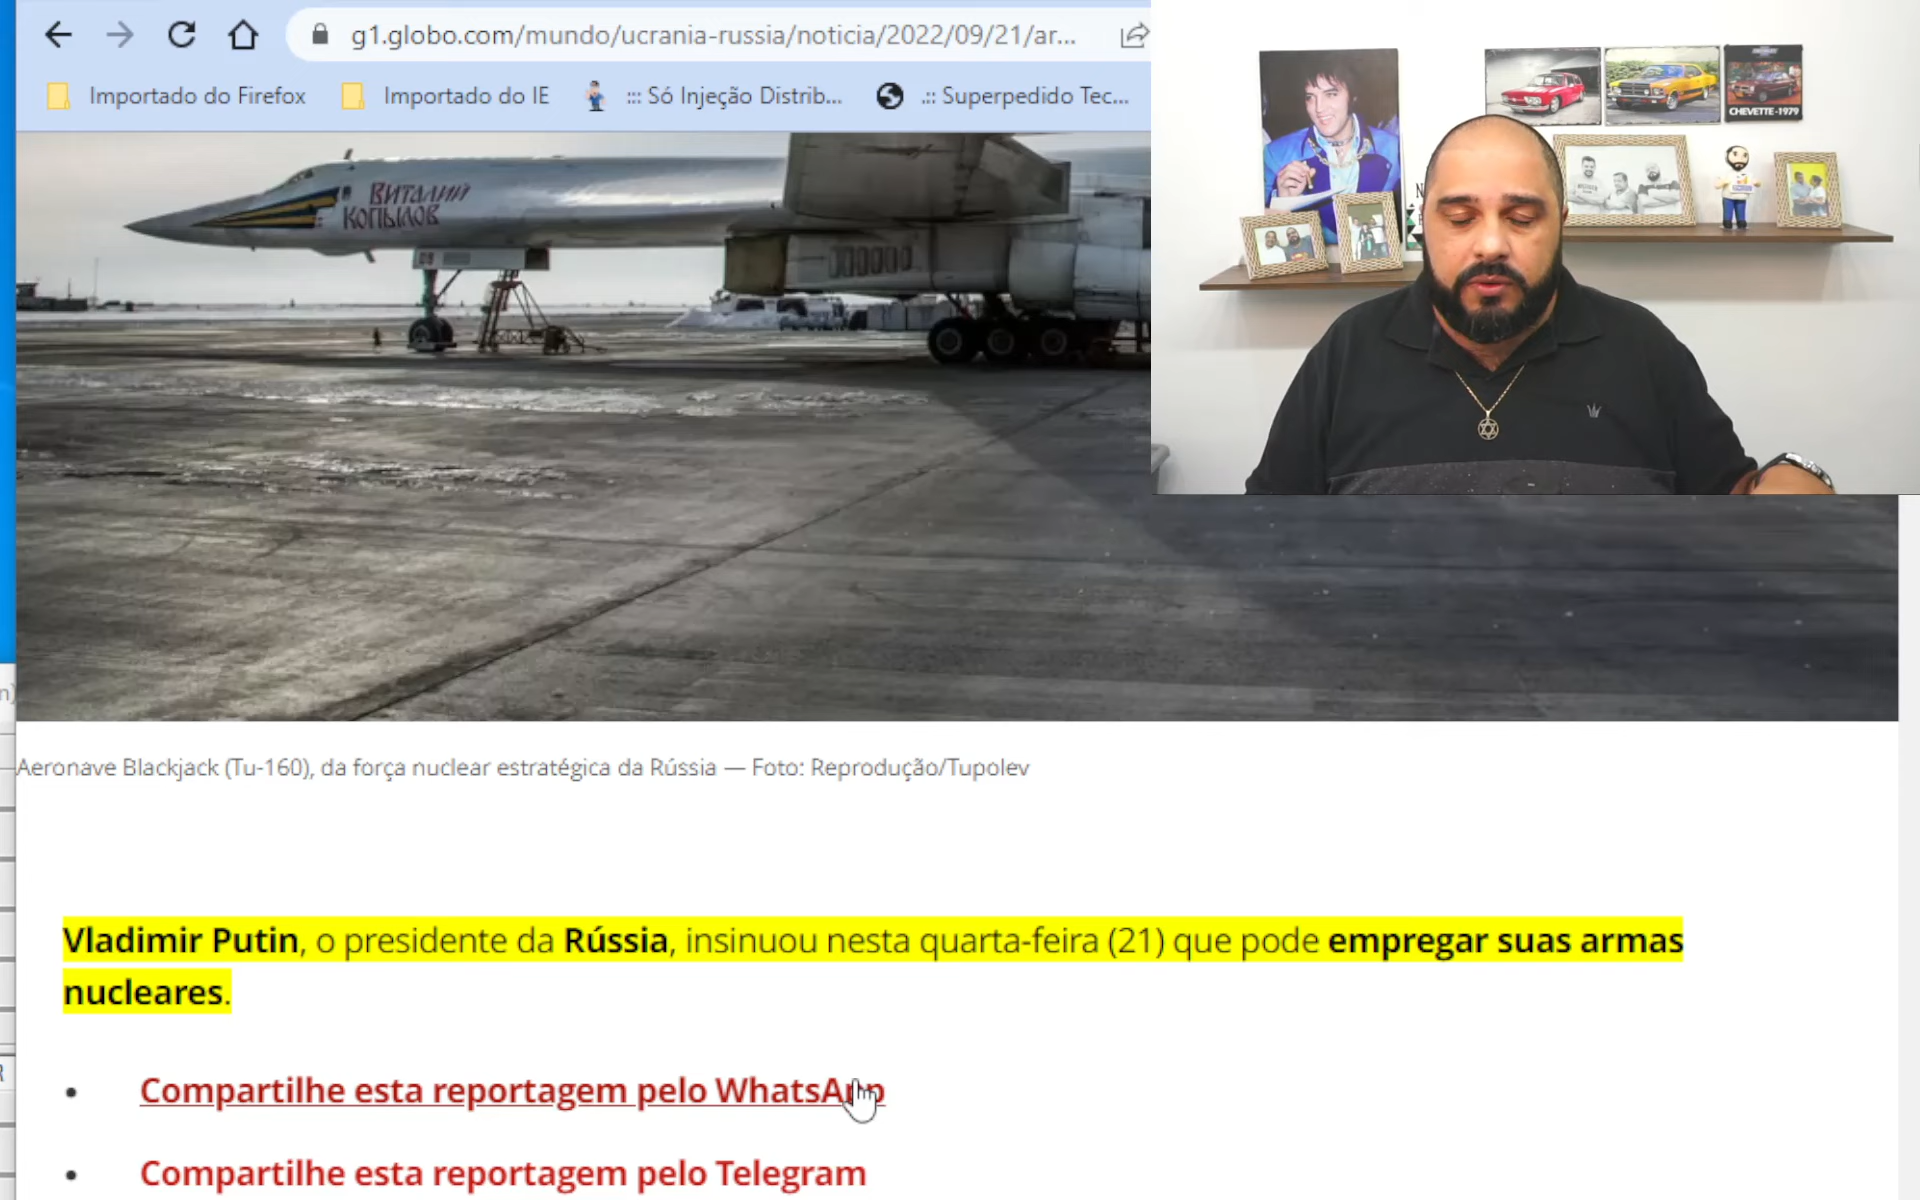 g1.globo.com/mundo/ucrania-russia/noticia/2022/09/21/ar...
Importado do Firefox
Importado do IE
::: Só Injeção Distrib...
.:: Superpedido Tec...
CHEVETTE-1979
ВИТАЛИЙ
КОПЫЛОВ
Aeronave Blackjack (Tu-160), da força nuclear estratégica da Rússia — Foto: Reprodução/Tupolev
Vladimir Putin, o presidente da Rússia, insinuou nesta quarta-feira (21) que pode empregar suas armas
nucleares.
• Compartilhe esta reportagem pelo WhatsApp
• Compartilhe esta reportagem pelo Telegram